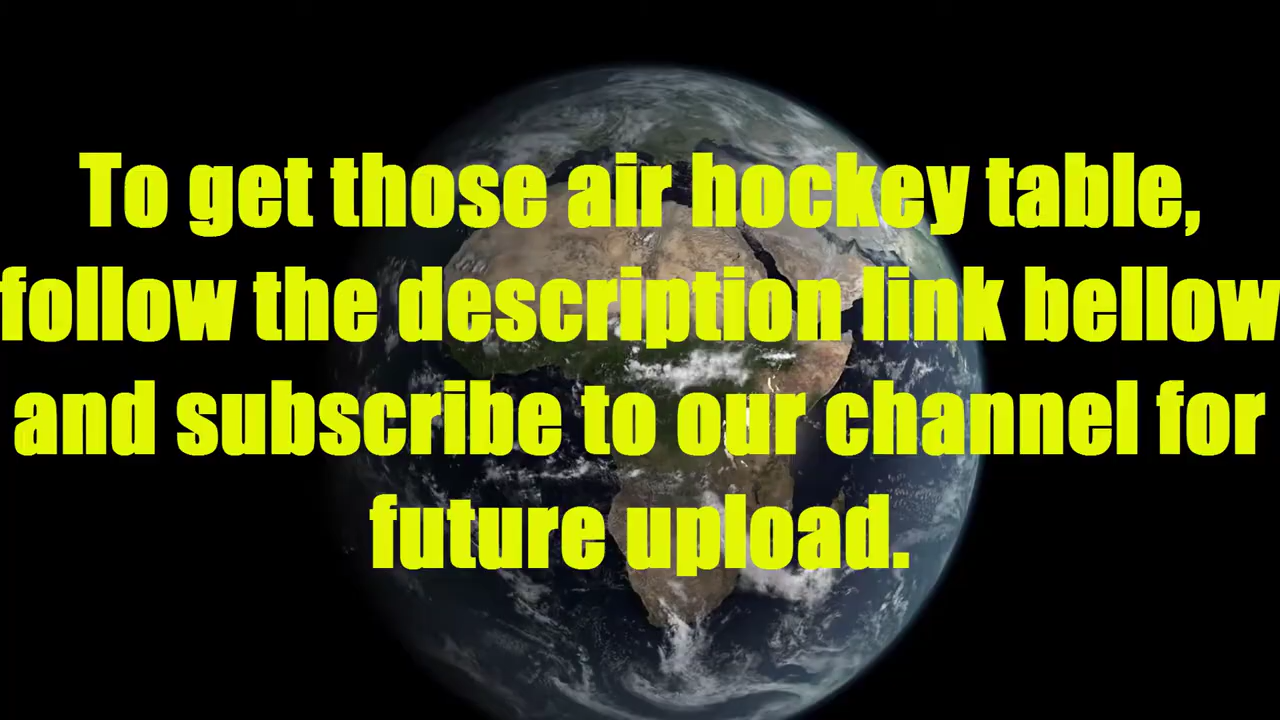 To get those air hockey table,
follow the description link bellow
and subscribe to our channel for
future upload.